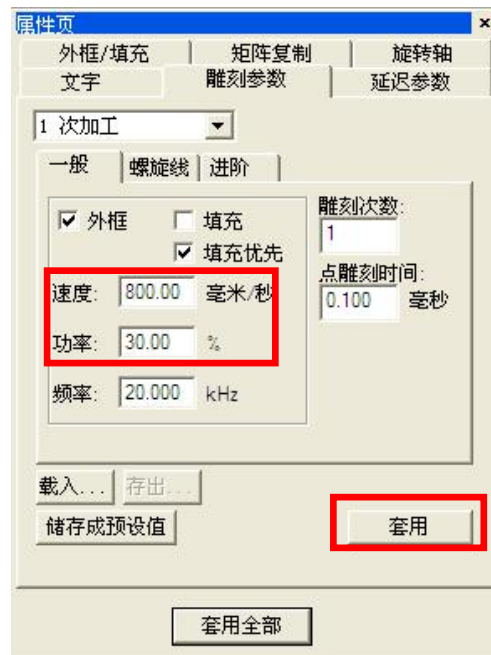 属性页 ×
外框/填充 矩阵复制 旋转轴
文字 雕刻参数 延迟参数
1 次加工
一般 螺旋线 进阶
外框 填充
填充优先
速度: 800.00 毫米/秒
功率: 30.00 %
频率: 20.000 kHz
雕刻次数:
1
点雕刻时间:
0.100 毫秒
载入... 存出...
储存成预设值 套用
套用全部